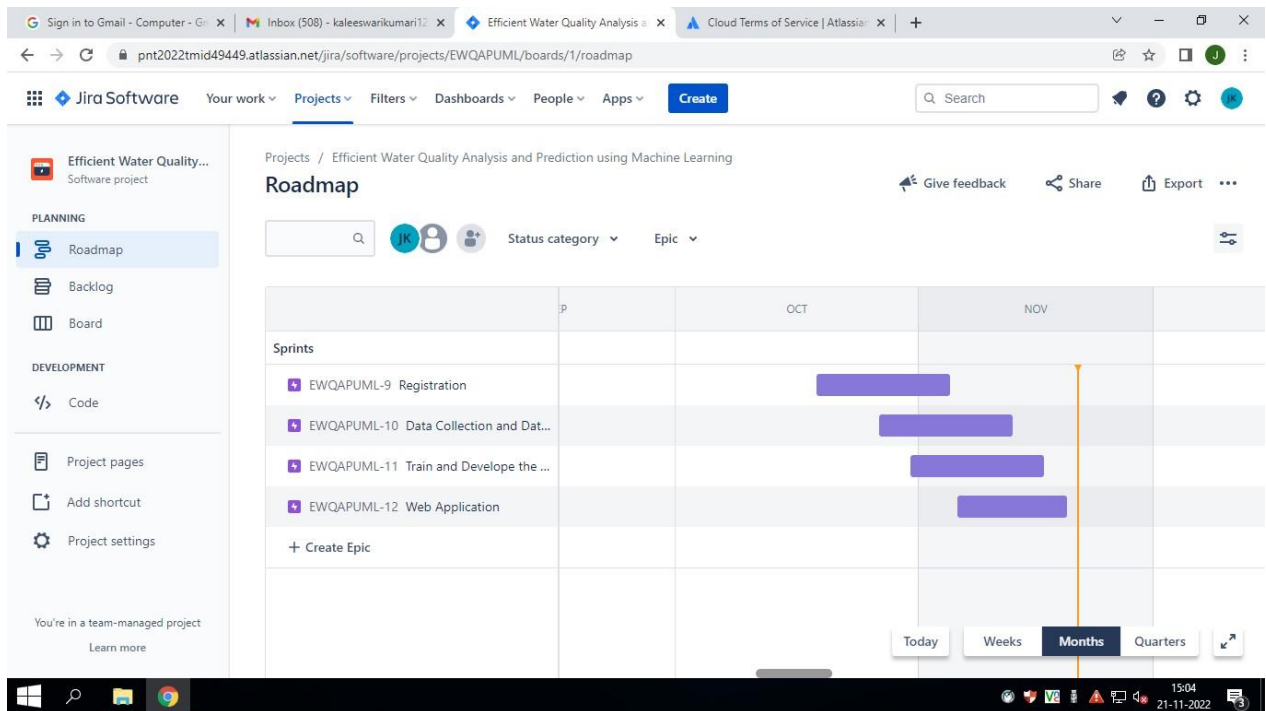 Sign in to Gmail - Computer - G
Inbox (508) - kaleeswarikumari12
Efficient Water Quality Analysis a
Cloud Terms of Service | Atlassian
pnt2022tmid49449.atlassian.net/jira/software/projects/EWQAPUML/boards/1/roadmap
J
Jira Software Your work Projects Filters Dashboards People Apps Create Search JK
Efficient Water Quality...
Software project
PLANNING
Roadmap
Backlog
Board
DEVELOPMENT
Code
Project pages
Add shortcut
Project settings
You're in a team-managed project
Learn more
Projects / Efficient Water Quality Analysis and Prediction using Machine Learning
Roadmap
Give feedback Share Export
JK Status category Epic
OCT NOV
Sprints
EWQAPUML-9 Registration
EWQAPUML-10 Data Collection and Dat...
EWQAPUML-11 Train and Develope the ...
EWQAPUML-12 Web Application
+ Create Epic
Today Weeks Months Quarters
15:04
21-11-2022
3